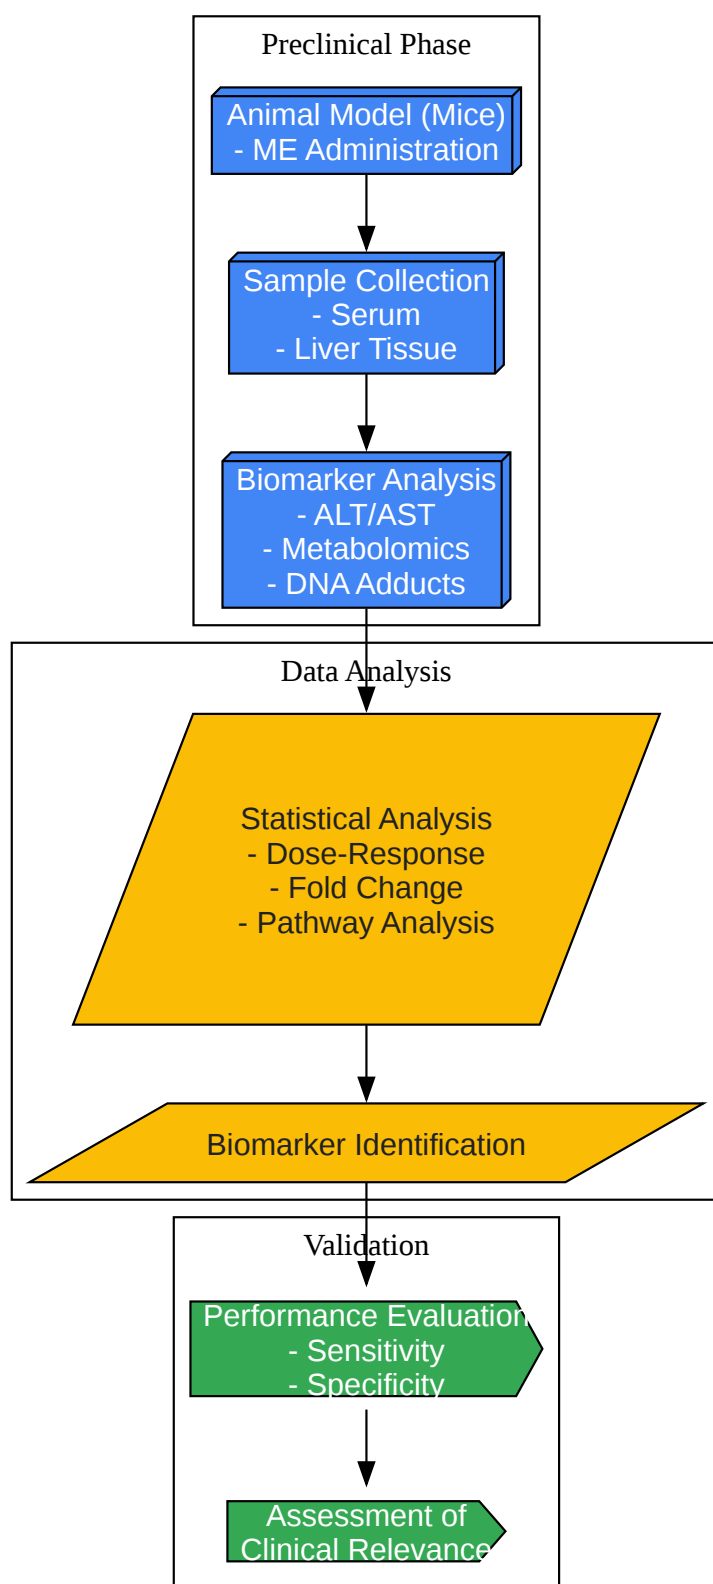 Preclinical Phase
Animal Model (Mice)
- ME Administration
Sample Collection
- Serum
- Liver Tissue
Biomarker Analysis
- ALT/AST
- Metabolomics
- DNA Adducts
Data Analysis
Statistical Analysis
- Dose-Response
- Fold Change
- Pathway Analysis
Biomarker Identification
Validation
Performance Evaluation
- Sensitivity
- Specificity
Assessment of
Clinical Relevance